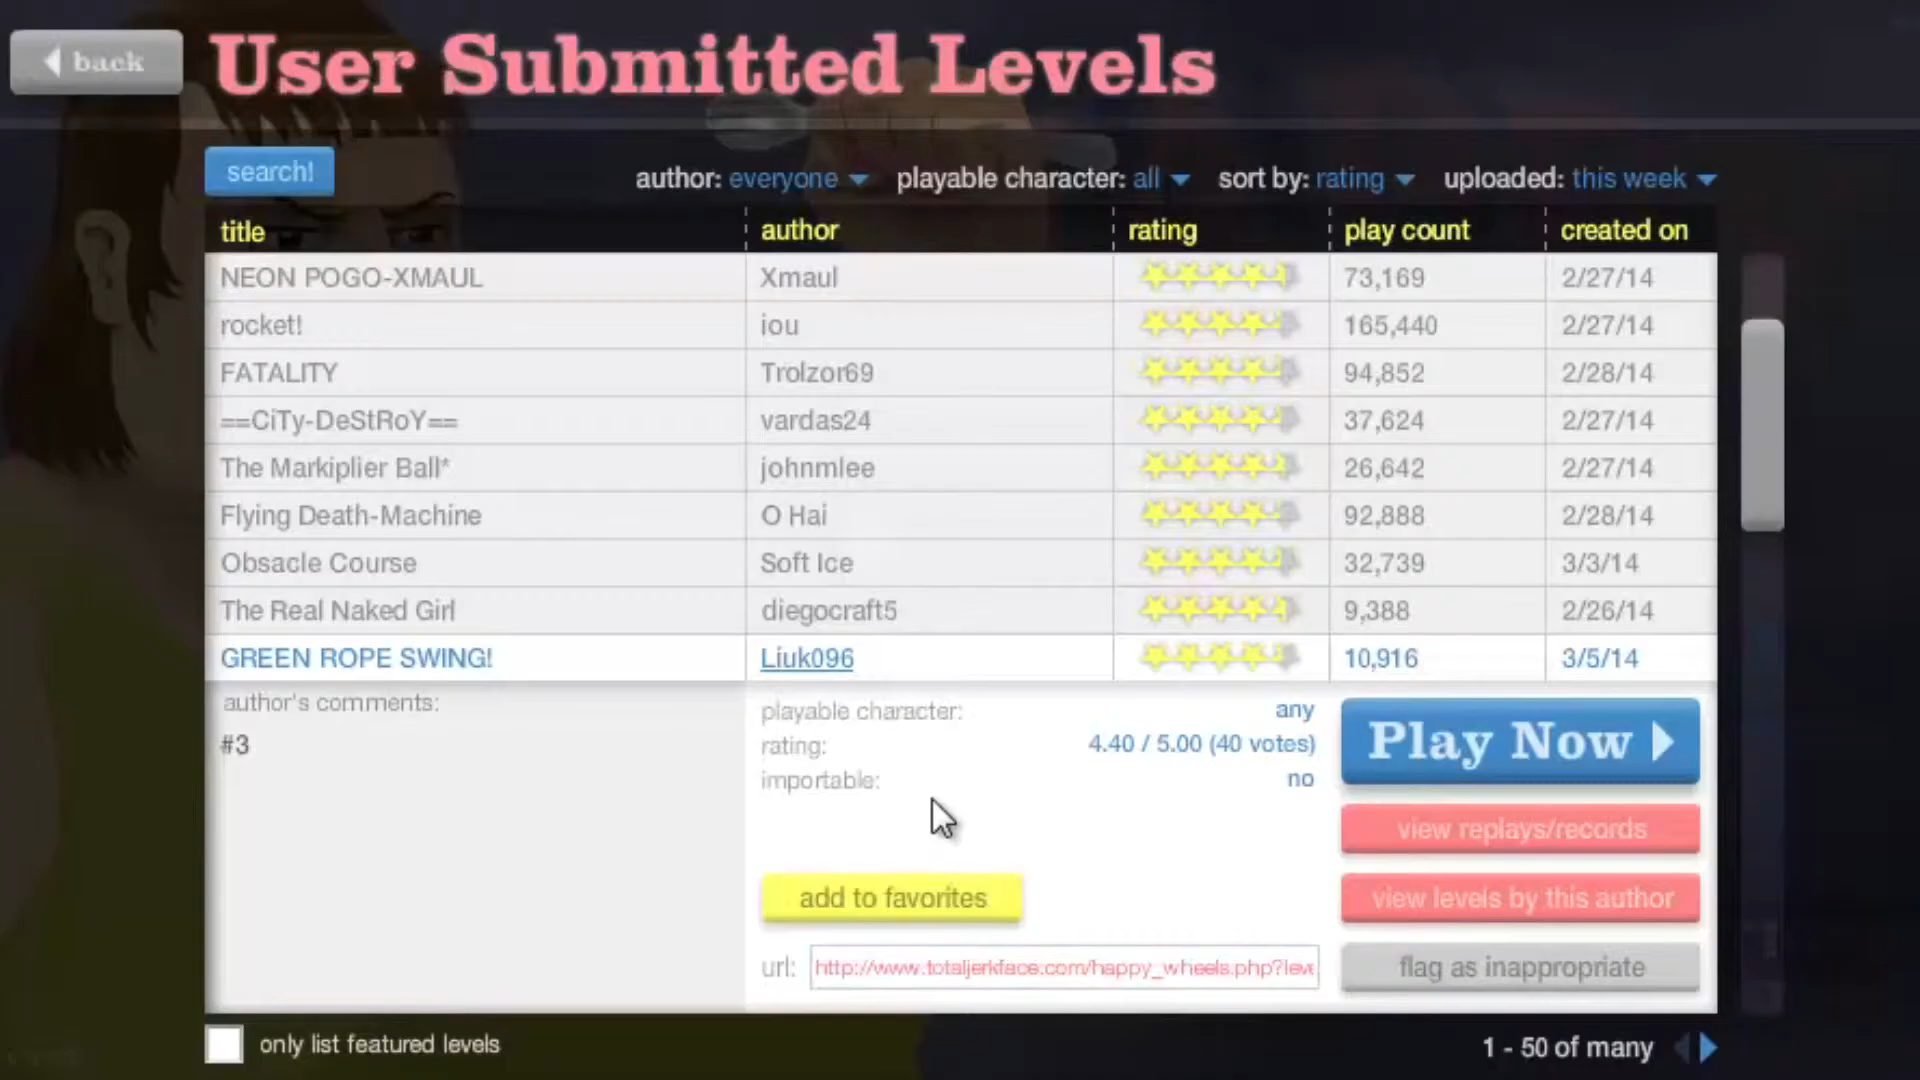 back
User Submitted Levels
search!
author: everyone playable character: all sort by: rating uploaded: this week
title author rating play count created on
NEON POGO-XMAUL Xmaul 73,169 2/27/14
rocket! iou 165,440 2/27/14
FATALITY Trolzor69 94,852 2/28/14
==CiTy-DeStRoY== vardas24 37,624 2/27/14
The Markiplier Ball* johnmlee 26,642 2/27/14
Flying Death-Machine O Hai 92,888 2/28/14
Obsacle Course Soft Ice 32,739 3/3/14
The Real Naked Girl diegocraft5 9,388 2/26/14
GREEN ROPE SWING! Liuk096 10,916 3/5/14
author's comments:
#3
playable character: any
rating: 4.40 / 5.00 (40 votes)
importable: no
Play Now
view replays/records
add to favorites
view levels by this author
url: http://www.totaljerkface.com/happy_wheels.php?leve
flag as inappropriate
only list featured levels
1 - 50 of many